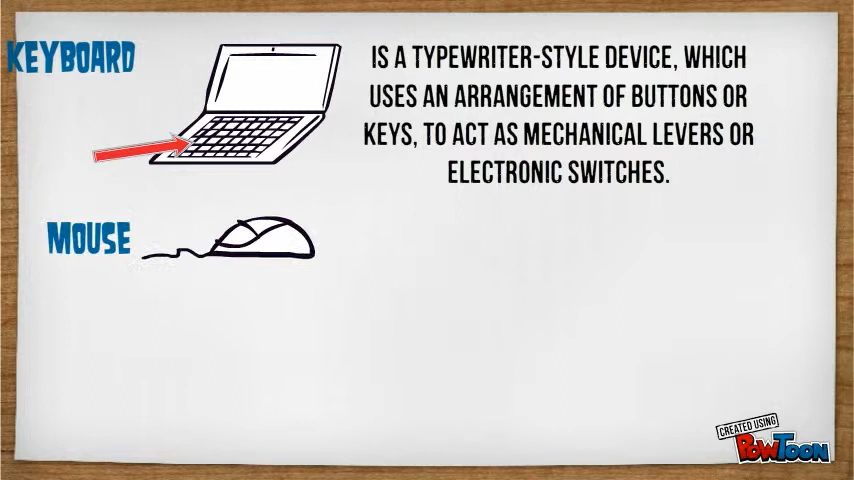 KEYBOARD
IS A TYPEWRITER-STYLE DEVICE, WHICH
USES AN ARRANGEMENT OF BUTTONS OR
KEYS, TO ACT AS MECHANICAL LEVERS OR
ELECTRONIC SWITCHES.
MOUSE
CREATED USING
POWTOON